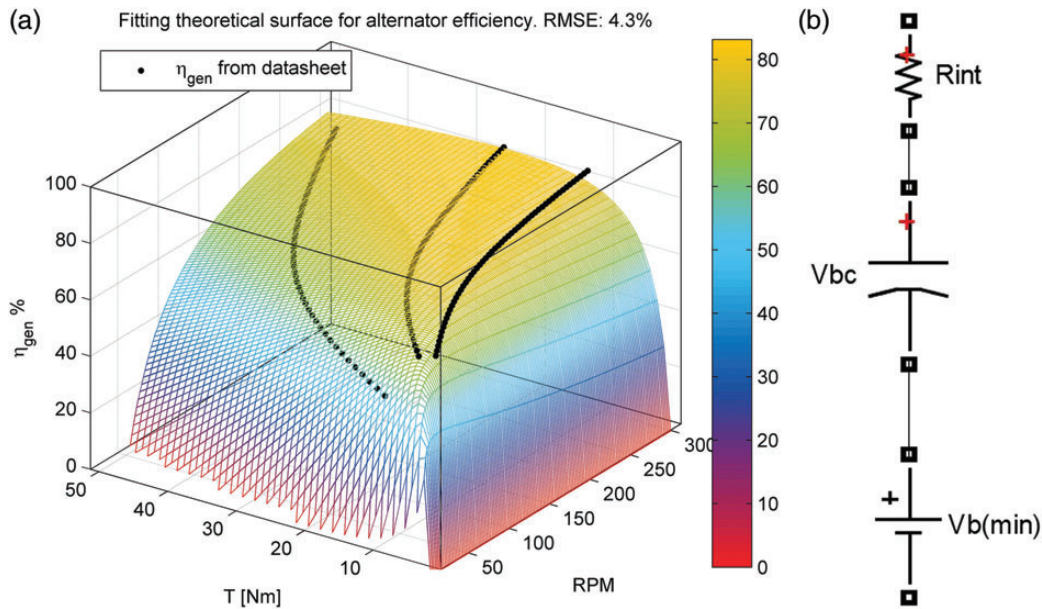 (a)
Fitting theoretical surface for alternator efficiency. RMSE: 4.3%
η_gen from datasheet
100
80
60
40
20
0
η_gen %
50
40
30
20
10
T [Nm]
50
100
150
200
250
300
RPM
80
70
60
50
40
30
20
10
0
(b)
Rint
Vbc
Vb(min)